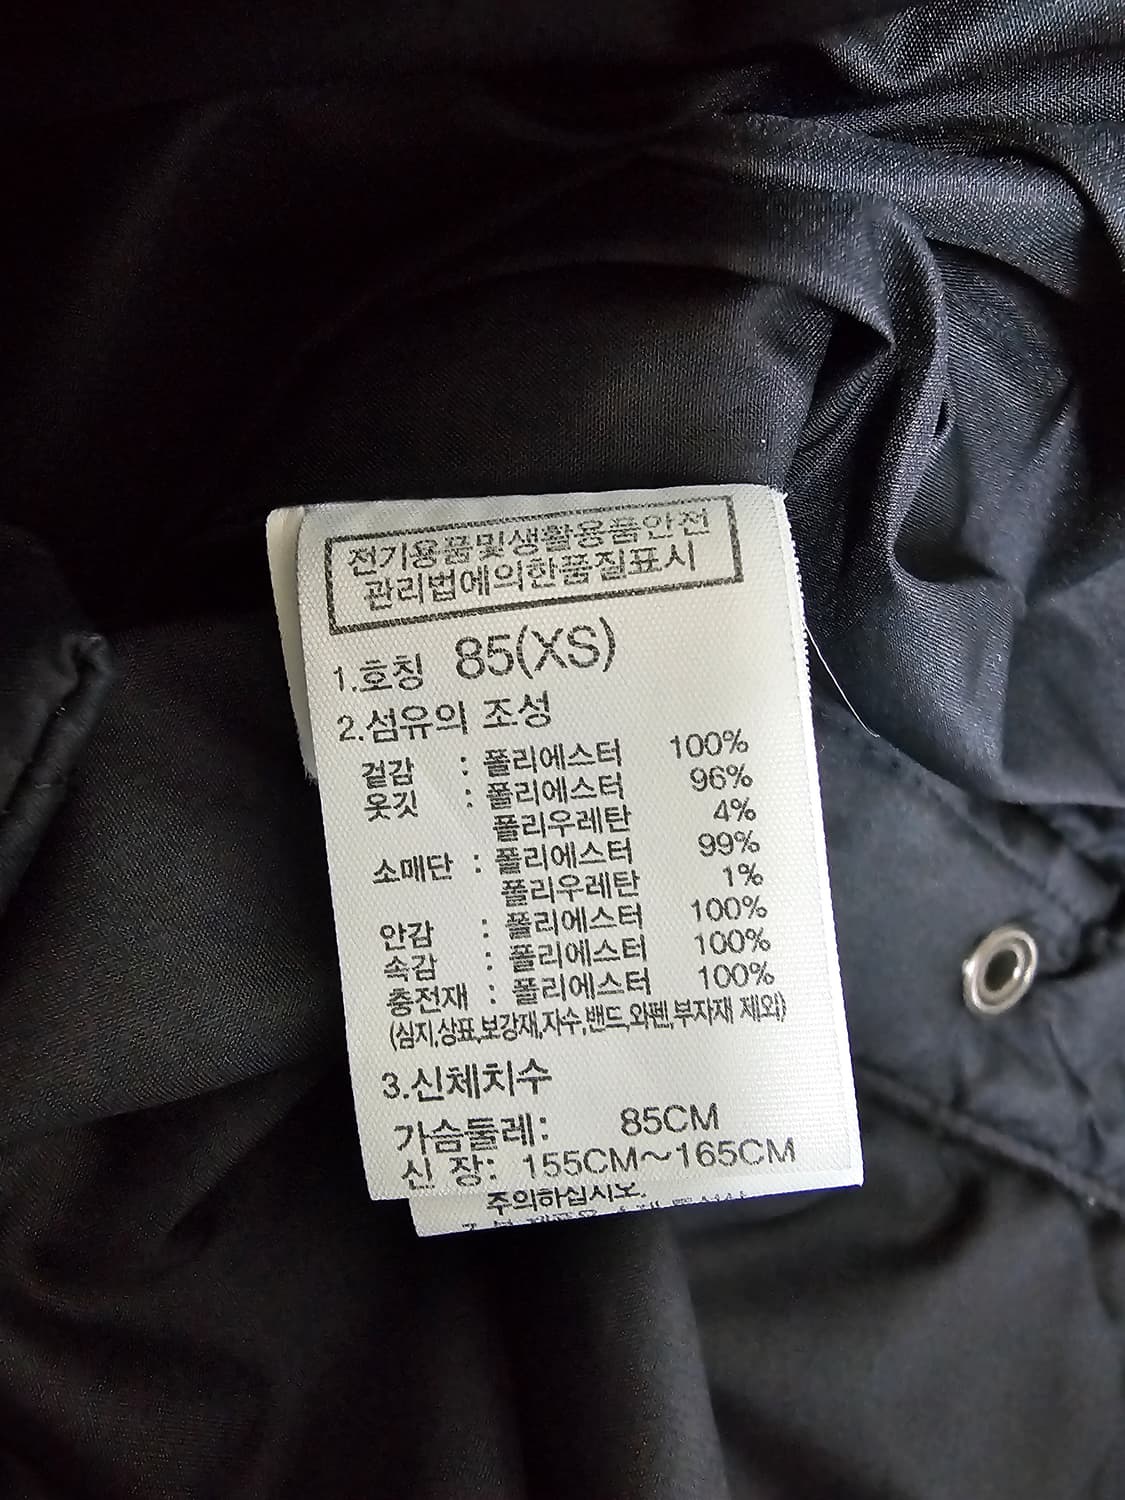 전기용품및생활용품안전
관리법에의한품질표시
1.호칭 85(XS)
2.섬유의 조성
겉감 : 폴리에스터 100%
옷깃 : 폴리에스터 96%
폴리우레탄 4%
소매단 : 폴리에스터 99%
폴리우레탄 1%
안감 : 폴리에스터 100%
속감 : 폴리에스터 100%
충전재 : 폴리에스터 100%
(심지,상표,보강재,자수,밴드,와펜,부자재 제외)
3.신체치수
가슴둘레: 85CM
신 장: 155CM~165CM
주의하십시오.